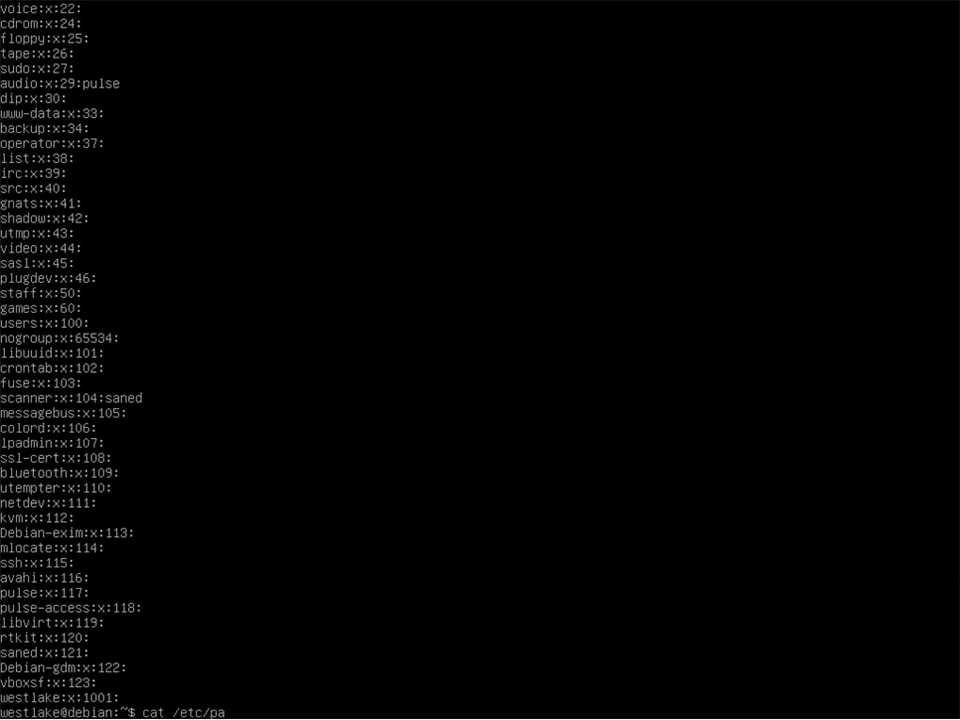 voice:x:22:
cdrom:x:24:
floppy:x:25:
tape:x:26:
sudo:x:27:
audio:x:29:pulse
dip:x:30:
www-data:x:33:
backup:x:34:
operator:x:37:
list:x:38:
irc:x:39:
src:x:40:
gnats:x:41:
shadow:x:42:
utmp:x:43:
video:x:44:
sasl:x:45:
plugdev:x:46:
staff:x:50:
games:x:60:
users:x:100:
nogroup:x:65534:
libuuid:x:101:
crontab:x:102:
fuse:x:103:
scanner:x:104:saned
messagebus:x:105:
colord:x:106:
lpadmin:x:107:
ssl-cert:x:108:
bluetooth:x:109:
utempter:x:110:
netdev:x:111:
kvm:x:112:
Debian-exim:x:113:
mlocate:x:114:
ssh:x:115:
avahi:x:116:
pulse:x:117:
pulse-access:x:118:
libvirt:x:119:
rtkit:x:120:
saned:x:121:
Debian-gdm:x:122:
vboxsf:x:123:
westlake:x:1001:
westlake@debian:~$ cat /etc/pa